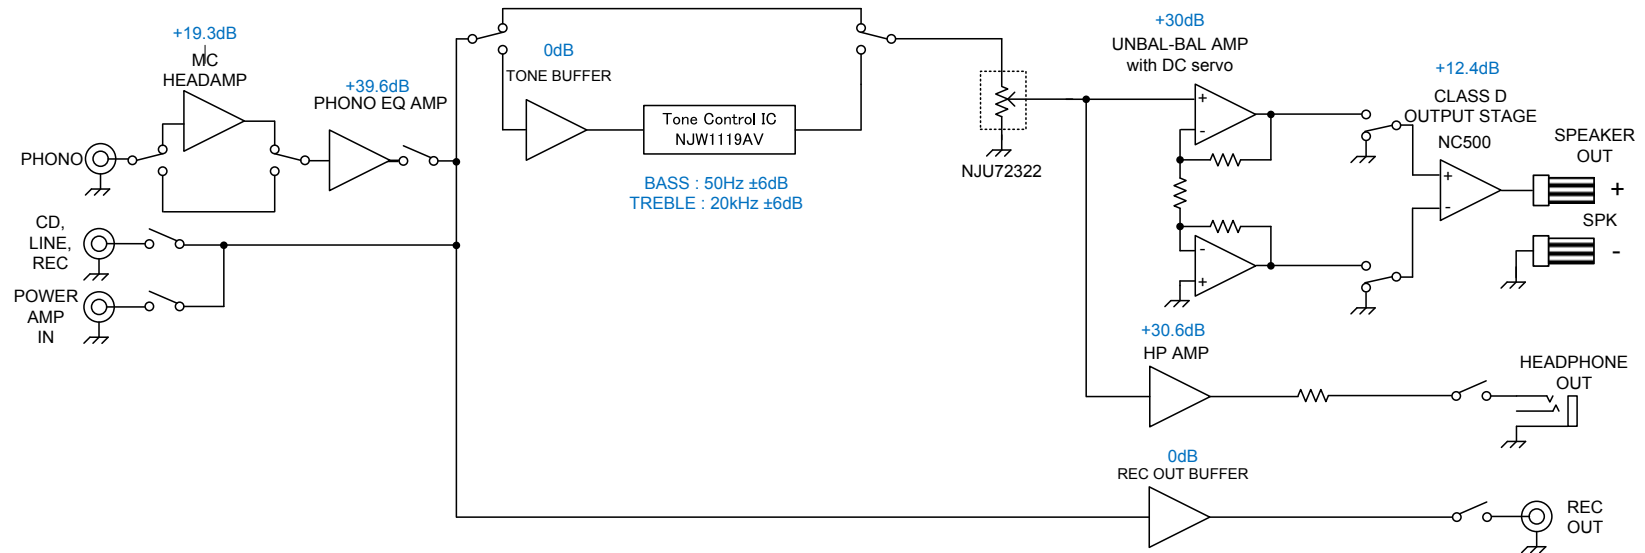 +19.3dB
MC
HEADAMP
+39.6dB
PHONO EQ AMP
PHONO
CD,
LINE,
REC
POWER
AMP
IN
0dB
TONE BUFFER
Tone Control IC
NJW1119AV
BASS : 50Hz ±6dB
TREBLE : 20kHz ±6dB
NJU72322
+30dB
UNBAL-BAL AMP
with DC servo
+
-
-
+
+12.4dB
CLASS D
OUTPUT STAGE
NC500
+
-
SPEAKER
OUT
+
SPK
-
+30.6dB
HP AMP
HEADPHONE
OUT
0dB
REC OUT BUFFER
REC
OUT